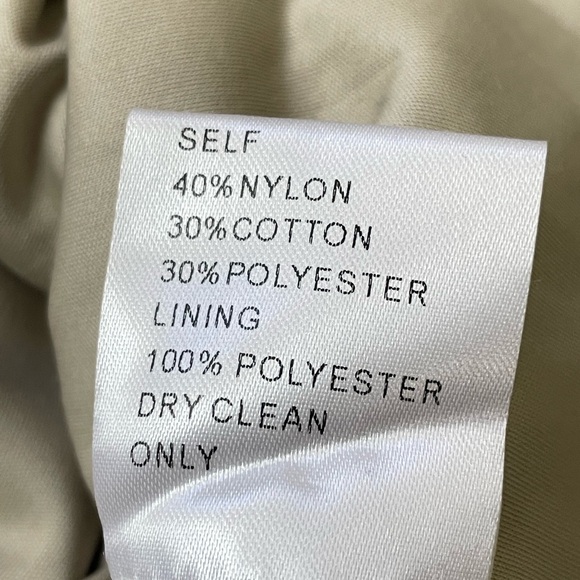 SELF
40%NYLON
30%COTTON
30%POLYESTER
LINING
100% POLYESTER
DRY CLEAN
ONLY